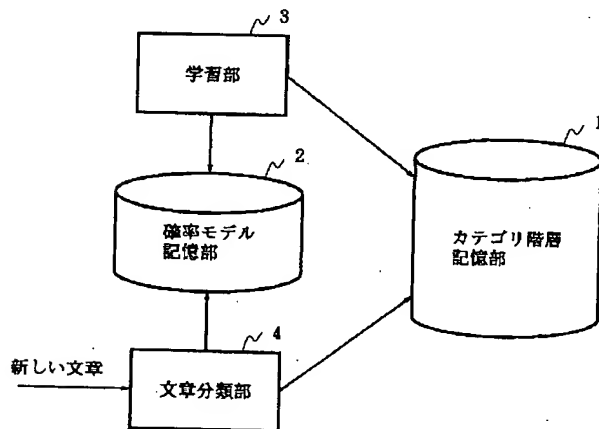 3
学習部
1
2
確率モデル
記憶部
カテゴリ階層
記憶部
4
新しい文章
文章分類部